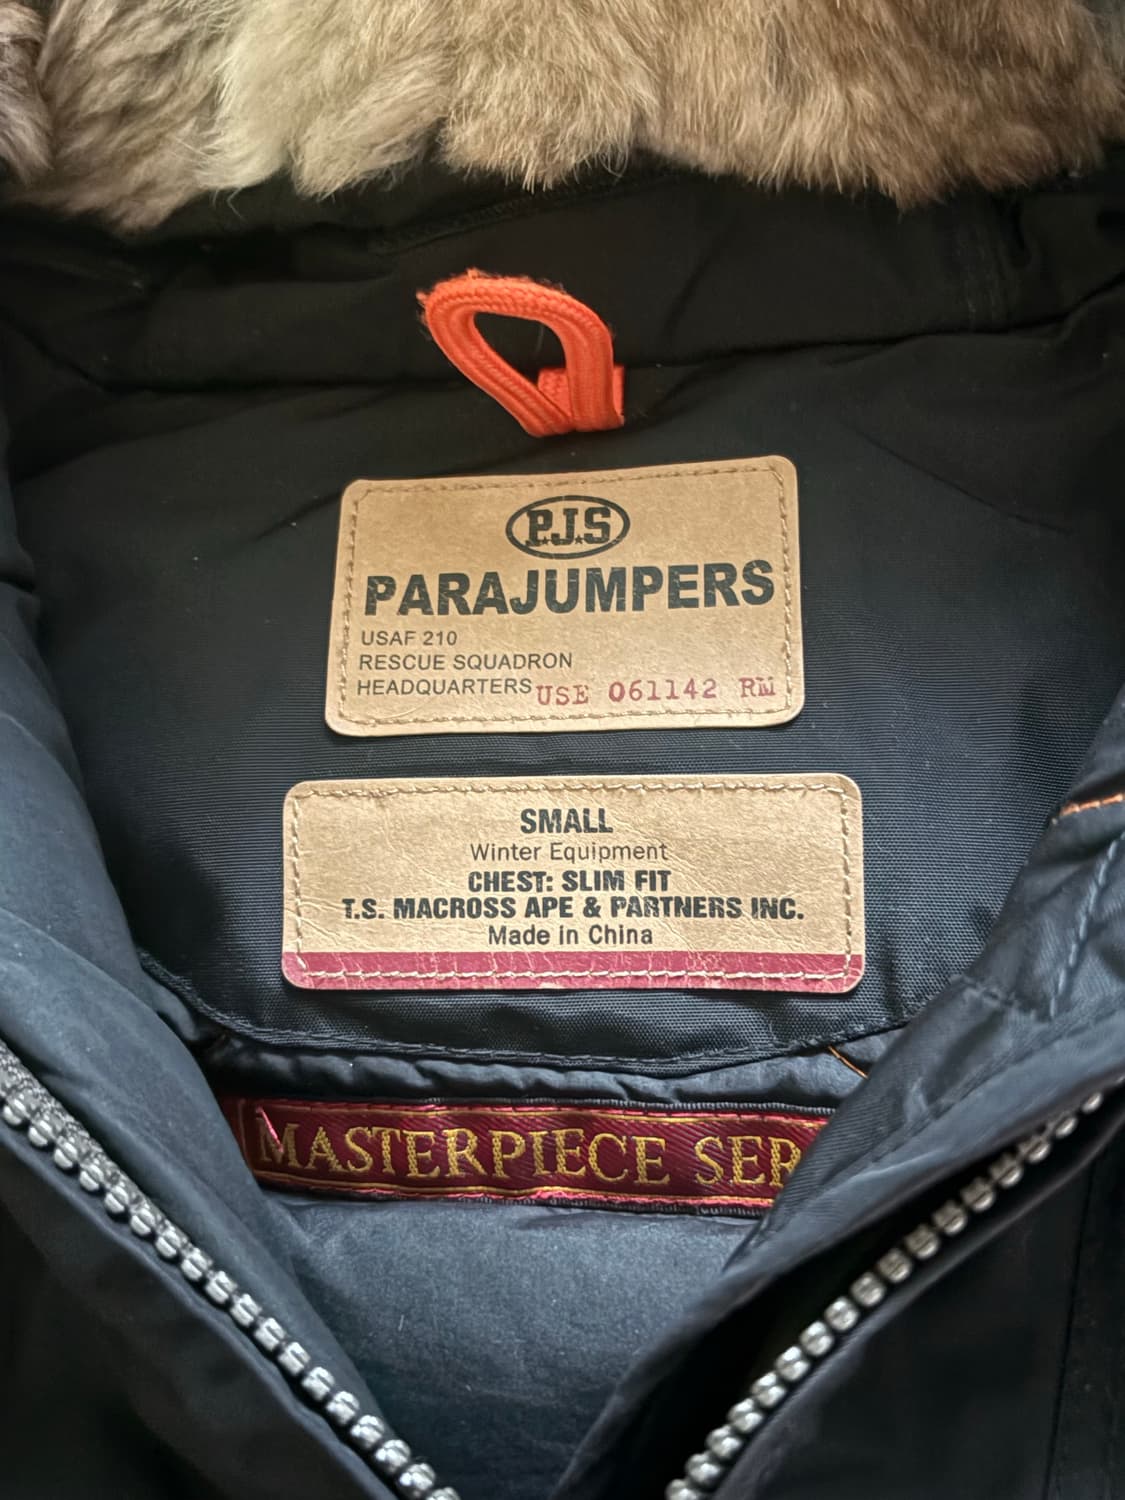 P.J.S
PARAJUMPERS
USAF 210
RESCUE SQUADRON
HEADQUARTERS USE 061142 RM
SMALL
Winter Equipment
CHEST: SLIM FIT
T.S. MACROSS APE & PARTNERS INC.
Made in China
MASTERPIECE SER